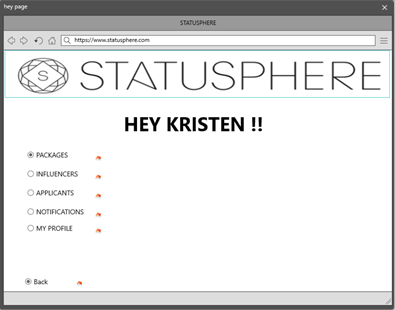 hey page
STATUSPHERE
https://www.statusphere.com
S STATUSPHERE
HEY KRISTEN !!
PACKAGES
INFLUENCERS
APPLICANTS
NOTIFICATIONS
MY PROFILE
Back